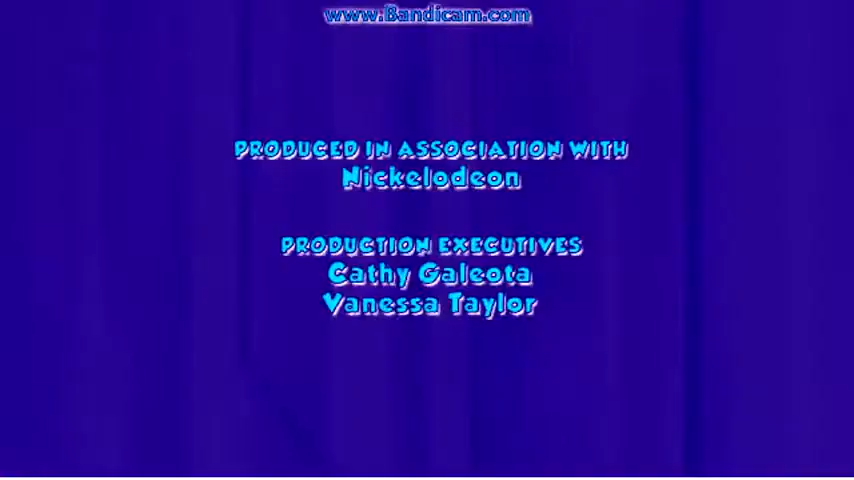 www.Bandicam.com
PRODUCED IN ASSOCIATION WITH
Nickelodeon
PRODUCTION EXECUTIVES
Cathy Galeota
Vanessa Taylor